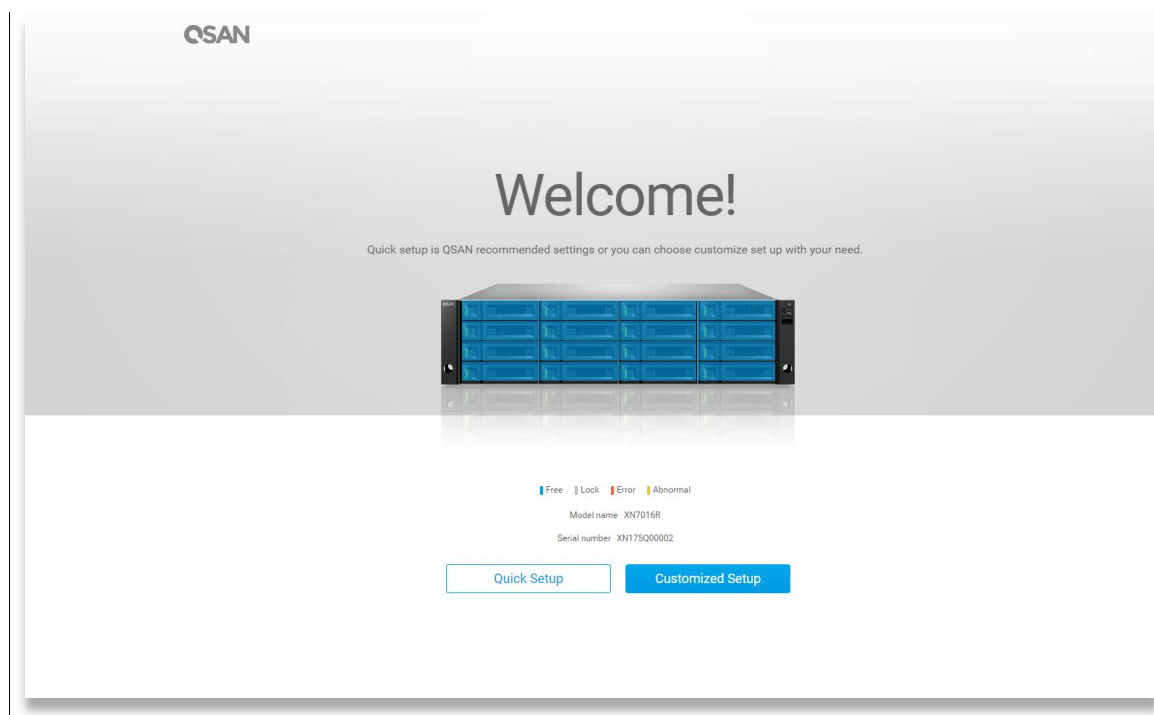 QSAN
Welcome!
Quick setup is QSAN recommended settings or you can choose customize set up with your need.
Free Lock Error Abnormal
Model name XN7016R
Serial number XN175Q00002
Quick Setup Customized Setup